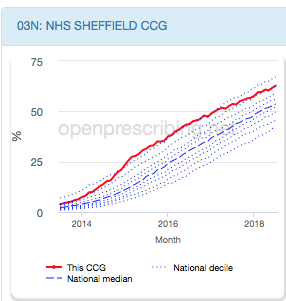 03N: NHS SHEFFIELD CCG
75
50
25
0
%
openprescribing.net
2014 2016 2018
Month
This CCG National decile
National median